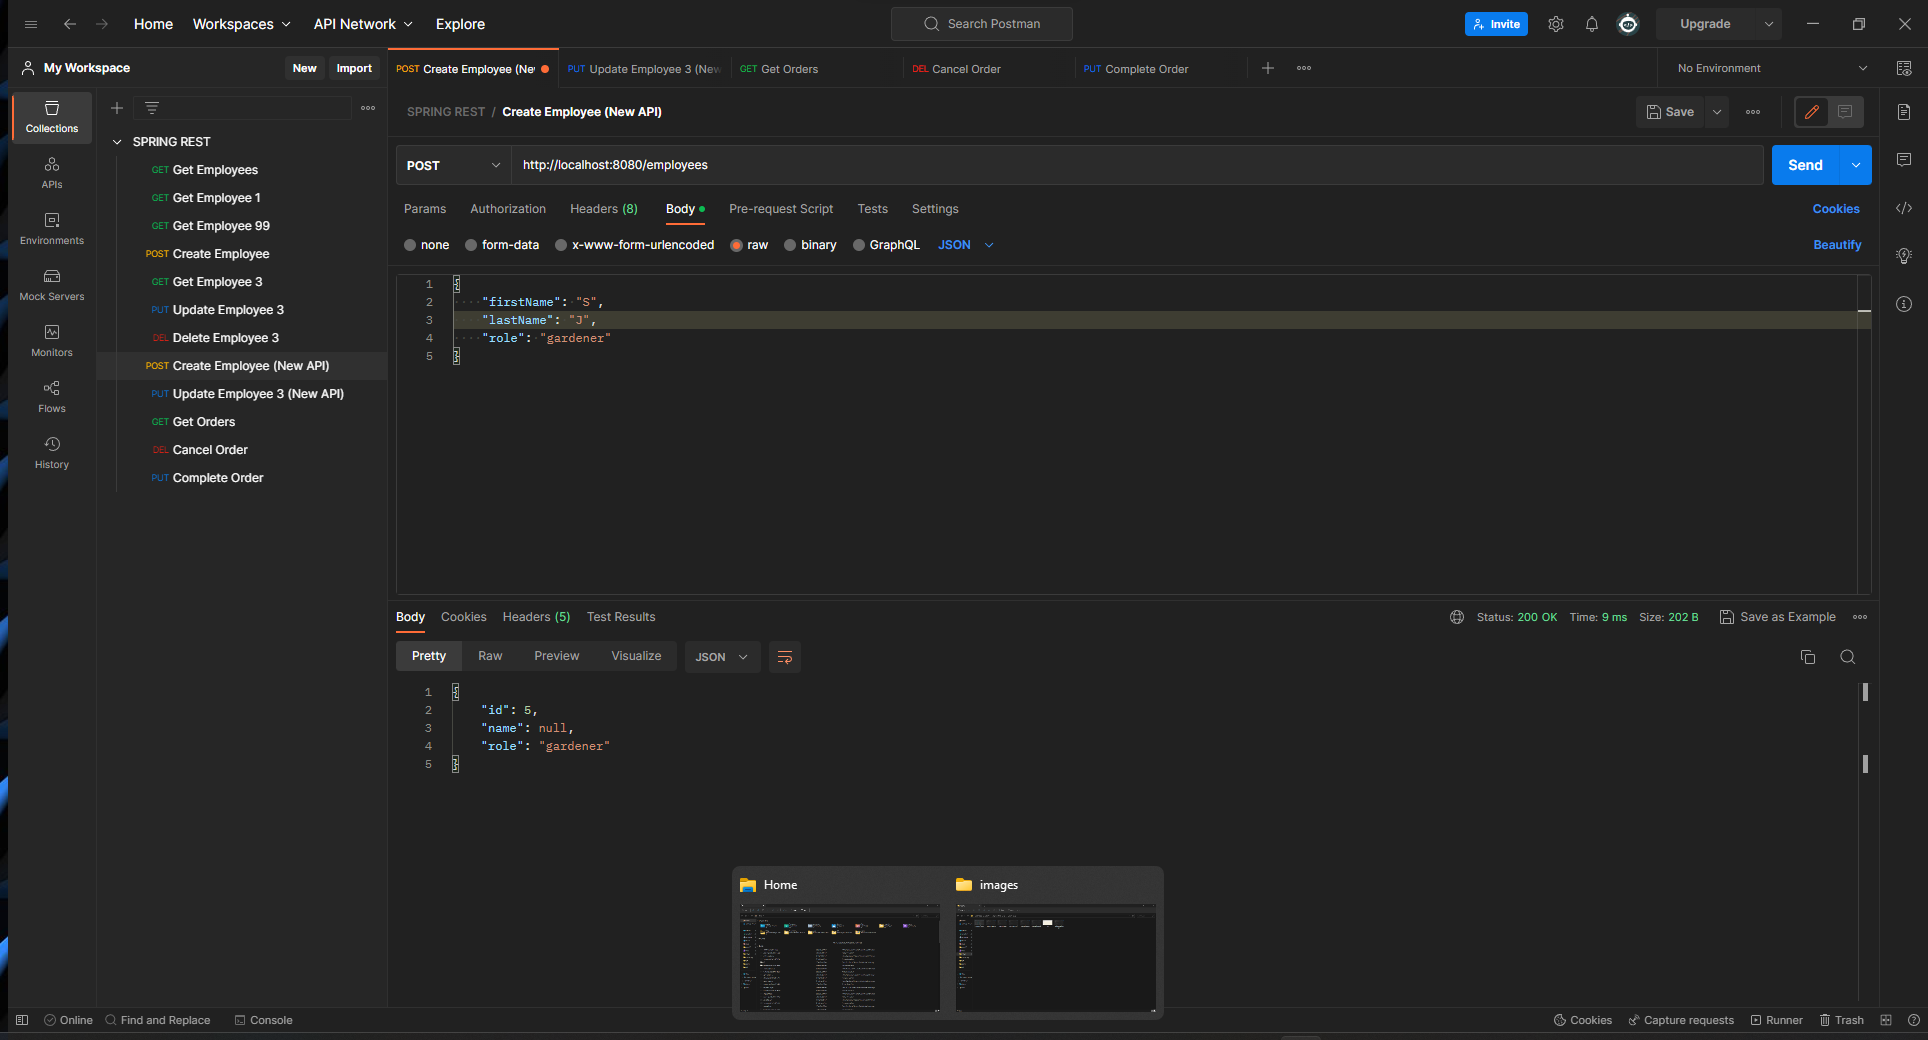 Home Workspaces API Network Explore Search Postman Invite Upgrade
My Workspace New Import
POST Create Employee (Ne PUT Update Employee 3 (New GET Get Orders DEL Cancel Order PUT Complete Order No Environment
SPRING REST / Create Employee (New API) Save
POST http://localhost:8080/employees Send
Params Authorization Headers (8) Body Pre-request Script Tests Settings Cookies
none form-data x-www-form-urlencoded raw binary GraphQL JSON Beautify
Collections
APIs
Environments
Mock Servers
Monitors
Flows
History
SPRING REST
GET Get Employees
GET Get Employee 1
GET Get Employee 99
POST Create Employee
GET Get Employee 3
PUT Update Employee 3
DEL Delete Employee 3
POST Create Employee (New API)
PUT Update Employee 3 (New API)
GET Get Orders
DEL Cancel Order
PUT Complete Order
1 {
2 "firstName": "S",
3 "lastName": "J",
4 "role": "gardener"
5 }
Body Cookies Headers (5) Test Results Status: 200 OK Time: 9 ms Size: 202 B Save as Example
Pretty Raw Preview Visualize JSON
1 {
2 "id": 5,
3 "name": null,
4 "role": "gardener"
5 }
Home images
Online Find and Replace Console Cookies Capture requests Runner Trash